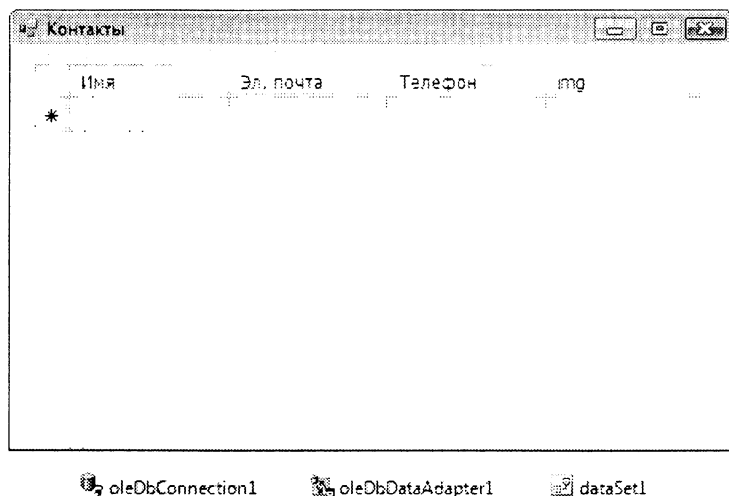 Контакты
Имя Эл. почта Телефон img
*
oleDbConnection1 oleDbDataAdapter1 dataSet1